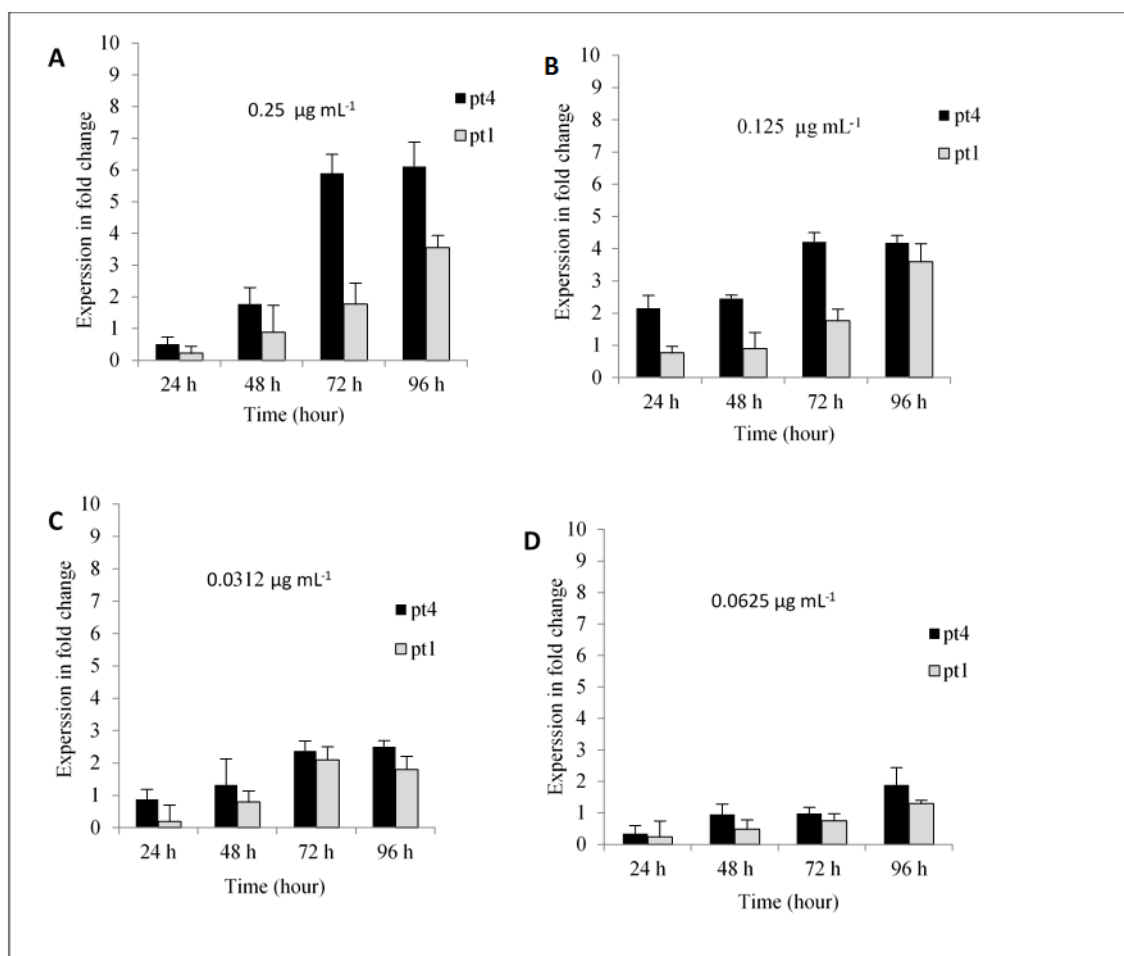 A
10
9
8
7
6
5
4
3
2
1
0
Experssion in fold change
0.25 µg mL-1
pt4
pt1
24 h 48 h 72 h 96 h
Time (hour)
B
10
9
8
7
6
5
4
3
2
1
0
Experssion in fold change
0.125 µg mL-1
pt4
pt1
24 h 48 h 72 h 96 h
Time (hour)
C
10
9
8
7
6
5
4
3
2
1
0
Experssion in fold change
0.0312 µg mL-1
pt4
pt1
24 h 48 h 72 h 96 h
Time (hour)
D
10
9
8
7
6
5
4
3
2
1
0
Experssion in fold change
0.0625 µg mL-1
pt4
pt1
24 h 48 h 72 h 96 h
Time (hour)